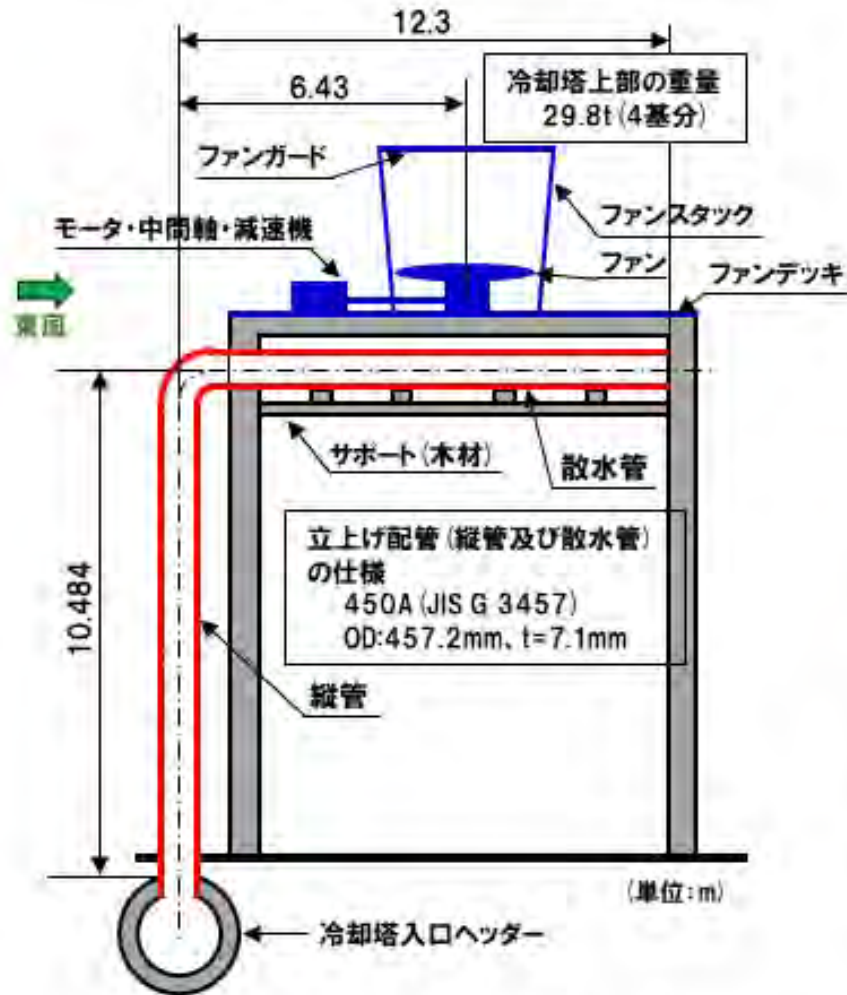 12.3
6.43
冷却塔上部の重量
29.8t(4基分)
ファンガード
ファンスタック
モータ・中間軸・減速機
ファン
ファンデッキ
東風
サポート(木材)
散水管
立上げ配管(縦管及び散水管)
の仕様
450A(JIS G 3457)
OD:457.2mm、t=7.1mm
10.484
縦管
(単位:m)
冷却塔入口ヘッダー